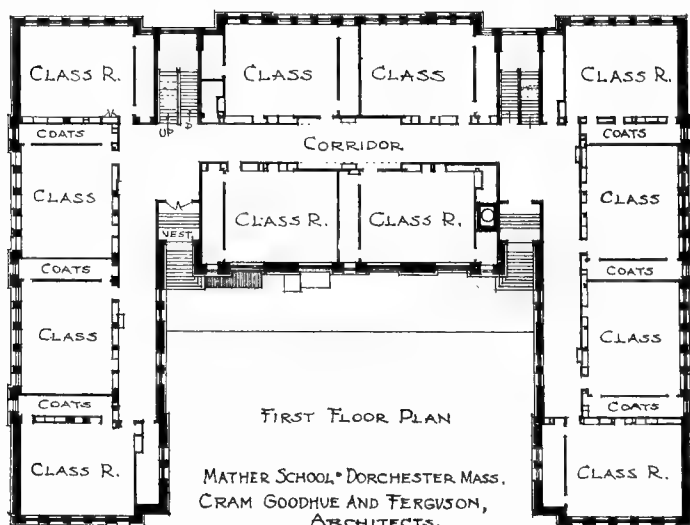 CLASS R.
CLASS
CLASS
CLASS R.
COATS
UP
D
CORRIDOR
COATS
CLASS
CLASS R.
CLASS R.
CLASS
VEST.
COATS
COATS
CLASS
CLASS
COATS
COATS
FIRST FLOOR PLAN
CLASS R.
CLASS R.
MATHER SCHOOL • DORCHESTER MASS.
CRAM GOODHUE AND FERGUSON,
ARCHITECTS.